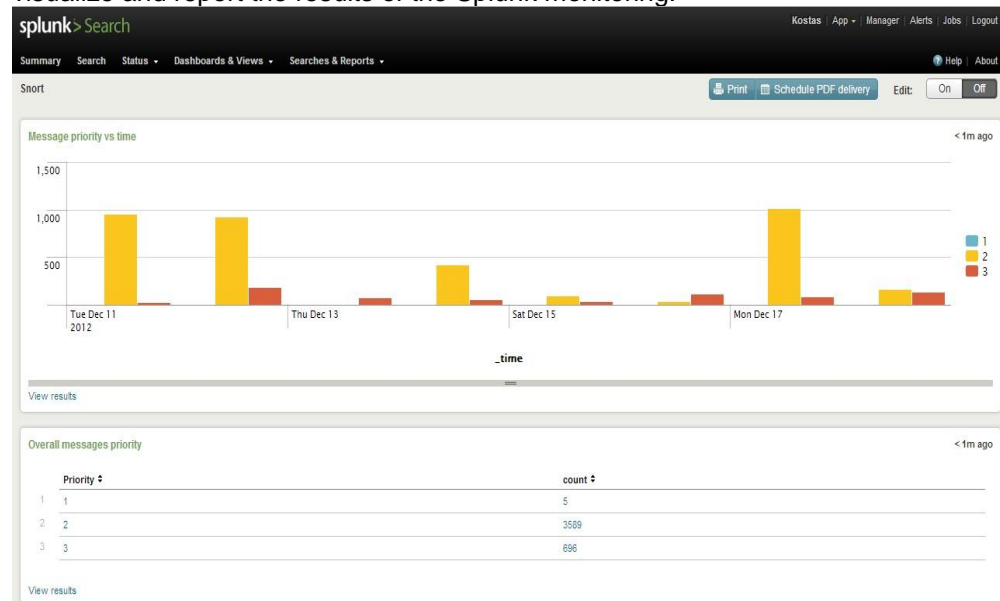 visualize and report the results of the Splunk monitoring.
splunk> Search
Kostas | App | Manager | Alerts | Jobs | Logout
Summary Search Status Dashboards & Views Searches & Reports
Help | About
Snort
Print Schedule PDF delivery Edit: On Off
Message priority vs time
< 1m ago
1,500
1,000
500
1
2
3
Tue Dec 11 Thu Dec 13 Sat Dec 15 Mon Dec 17
2012
_time
View results
Overall messages priority
< 1m ago
Priority count
1 1 5
2 2 3589
3 3 696
View results